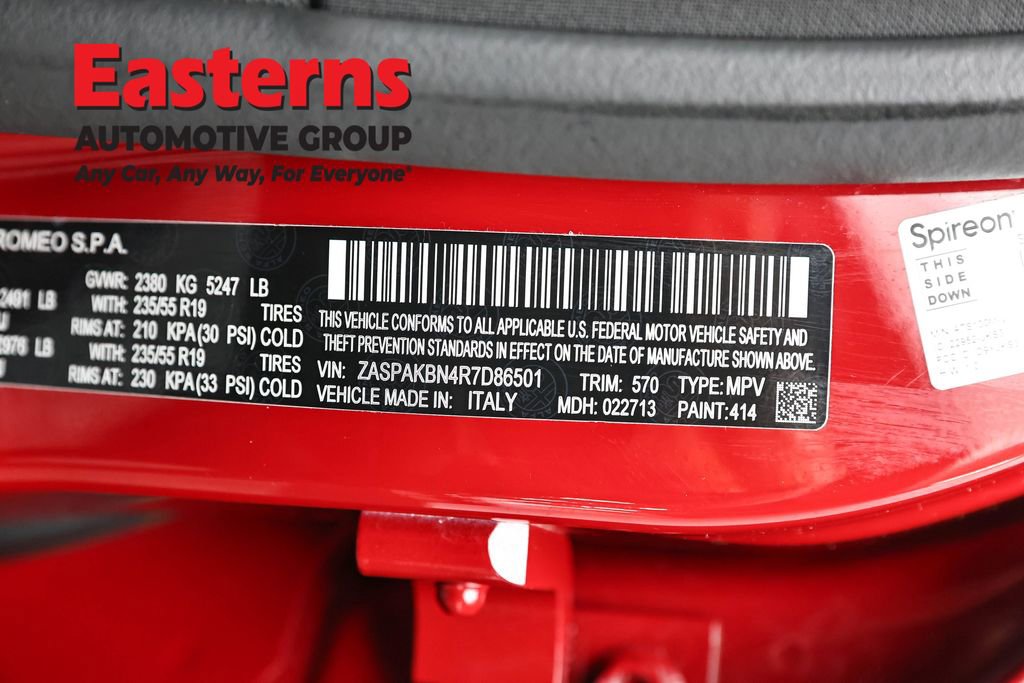 Easterns
AUTOMOTIVE GROUP
Any Car, Any Way, For Everyone
ROMEO S.P.A.
GVWR: 2380 KG 5247 LB
2401 LB WITH: 235/55 R19 TIRES
RIMS AT: 210 KPA(30 PSI) COLD
LB WITH: 235/55 R19 TIRES
RIMS AT: 230 KPA(33 PSI) COLD
THIS VEHICLE CONFORMS TO ALL APPLICABLE U.S. FEDERAL MOTOR VEHICLE SAFETY AND
THEFT PREVENTION STANDARDS IN EFFECT ON THE DATE OF MANUFACTURE SHOWN ABOVE.
VIN: ZASPAKBN4R7D86501 TRIM: 570 TYPE: MPV
VEHICLE MADE IN: ITALY MDH: 022713 PAINT: 414
Spireon
THIS
SIDE
DOWN